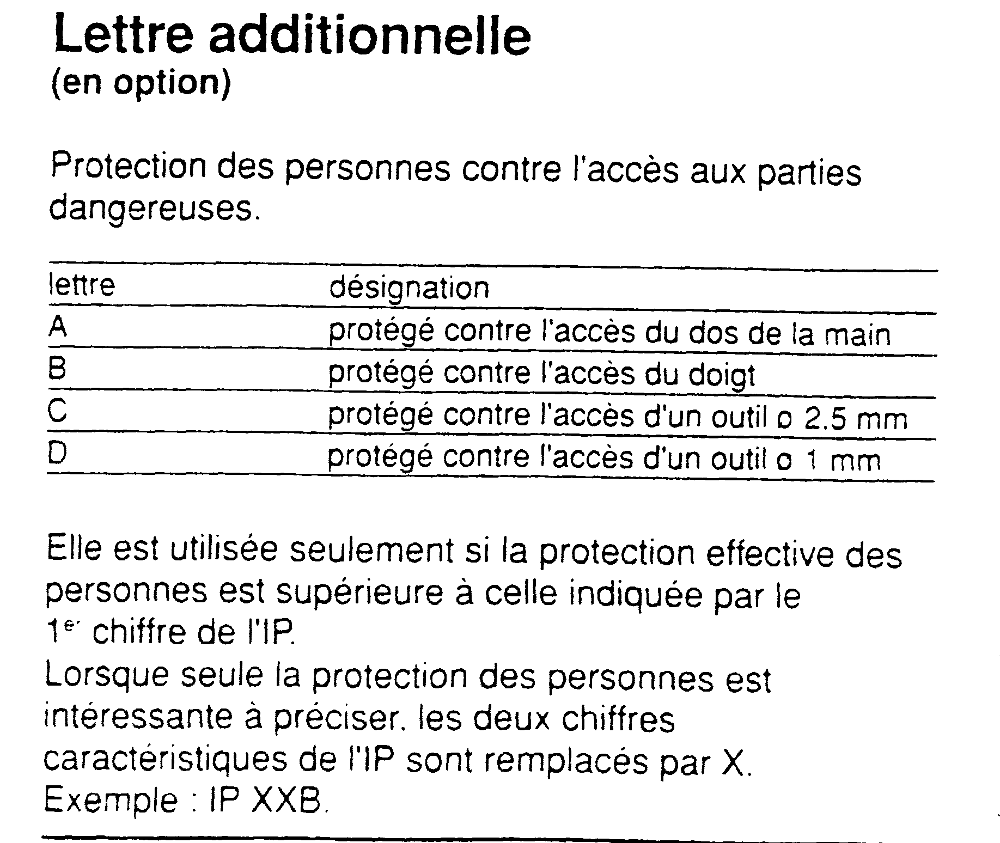 Lettre additionnelle
(en option)
Protection des personnes contre l'accès aux parties
dangereuses.
lettre désignation
A protégé contre l'accès du dos de la main
B protégé contre l'accès du doigt
C protégé contre l'accès d'un outil ø 2.5 mm
D protégé contre l'accès d'un outil ø 1 mm
Elle est utilisée seulement si la protection effective des
personnes est supérieure à celle indiquée par le
1er chiffre de l'IP.
Lorsque seule la protection des personnes est
intéressante à préciser. les deux chiffres
caractéristiques de l'IP sont remplacés par X.
Exemple : IP XXB.